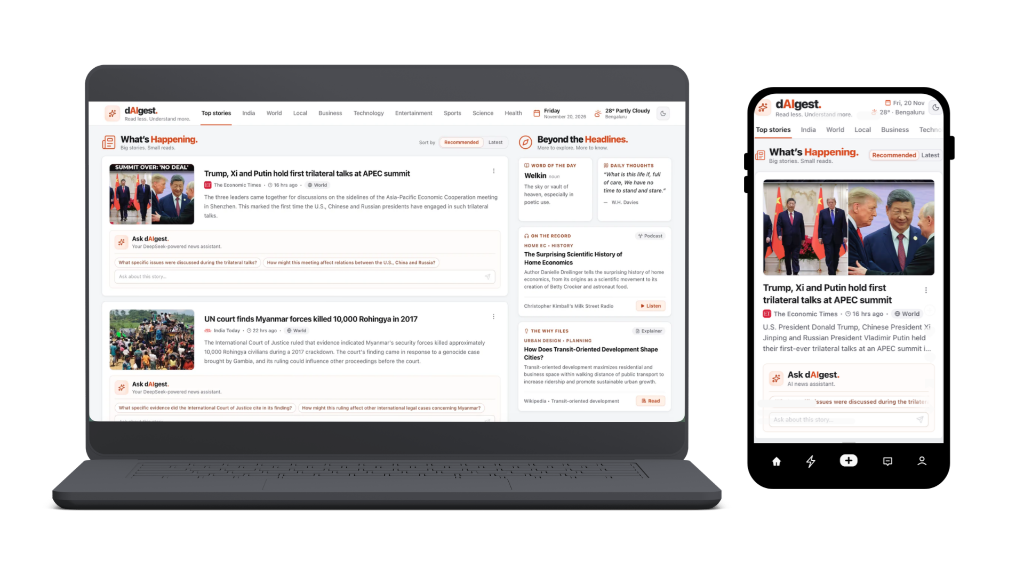 dAIgest.
Read less. Understand more.
Top stories
India
World
Local
Business
Technology
Entertainment
Sports
Science
Health
Friday
November 20, 2026
28° Partly Cloudy
Bengaluru
What's Happening.
Big stories. Small reads.
Sort by
Recommended
Latest
SUMMIT OVER: 'NO DEAL'
Trump, Xi and Putin hold first trilateral talks at APEC summit
The Economic Times • 16 hrs ago • World
The three leaders came together for discussions on the sidelines of the Asia-Pacific Economic Cooperation meeting
in Shenzhen. This marked the first time the U.S., Chinese and Russian presidents have engaged in such trilateral
talks.
Ask dAIgest.
Your DeepSeek-powered news assistant.
What specific issues were discussed during the trilateral talks?
How might this meeting affect relations between the U.S., China and Russia?
Ask about this story...
UN court finds Myanmar forces killed 10,000 Rohingya in 2017
India Today • 22 hrs ago • World
The International Court of Justice ruled that evidence indicated Myanmar's security forces killed approximately
10,000 Rohingya civilians during a 2017 crackdown. The court's finding came in response to a genocide case
brought by Gambia, and its ruling could influence other proceedings before the court.
Ask dAIgest.
Your DeepSeek-powered news assistant.
What specific evidence did the International Court of Justice cite in its finding?
How might this ruling affect other international legal cases concerning Myanmar?
Beyond the Headlines.
More to explore. More to know.
WORD OF THE DAY
Welkin noun
The sky or vault of
heaven, especially in
poetic use.
DAILY THOUGHTS
"What is this life if, full
of care, We have no
time to stand and stare."
— W.H. Davies
ON THE RECORD
Podcast
HOME EC • HISTORY
The Surprising Scientific History of
Home Economics
Author Danielle Dreilinger tells the surprising history of home
economics, from its origins as a scientific movement to its
creation of Betty Crocker and astronaut food.
Christopher Kimball's Milk Street Radio
Listen
THE WHY FILES
Explainer
URBAN DESIGN • PLANNING
How Does Transit-Oriented Development Shape
Cities?
Transit-oriented development maximizes residential and
business space within walking distance of public transport to
increase ridership and promote sustainable urban growth.
Wikipedia • Transit-oriented development
Read
dAIgest.
Read less. Understand more.
Fri, 20 Nov
28° · Bengaluru
Top stories
India
World
Local
Business
Techno
What's Happening.
Big stories. Small reads.
Recommended
Latest
Trump, Xi and Putin hold first
trilateral talks at APEC summit
The Economic Times • 16 hrs ago • World
U.S. President Donald Trump, Chinese President Xi
Jinping and Russian President Vladimir Putin held
their first-ever trilateral talks at an APEC summit i...
Ask dAIgest.
AI news assistant.
issues were discussed during the trilater
Ask about this story...